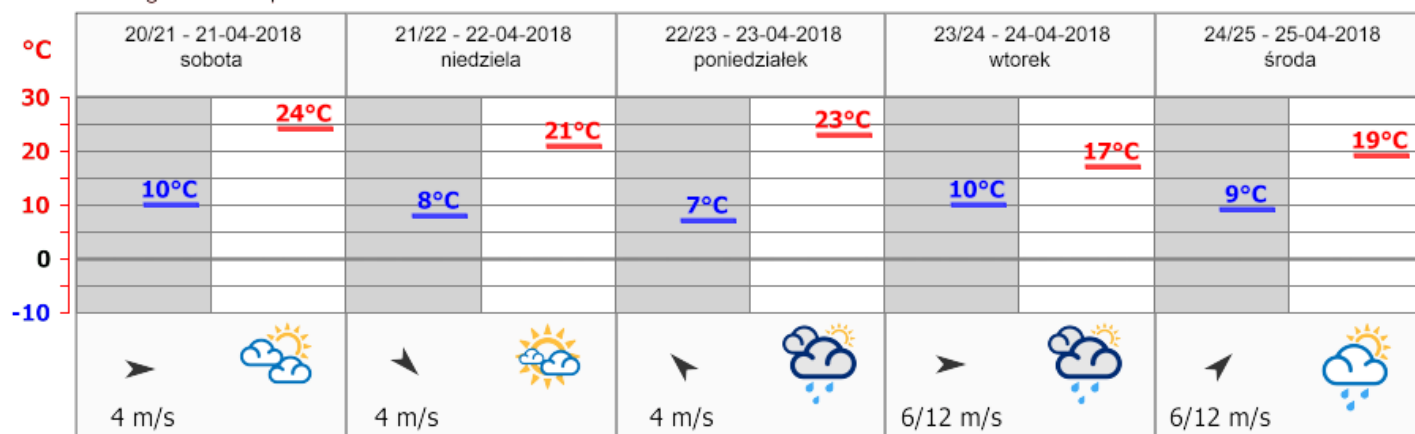 20/21 - 21-04-2018
sobota
21/22 - 22-04-2018
niedziela
22/23 - 23-04-2018
poniedziałek
23/24 - 24-04-2018
wtorek
24/25 - 25-04-2018
środa
°C
30
20
10
0
-10
24°C
21°C
23°C
17°C
19°C
10°C
8°C
7°C
10°C
9°C
4 m/s
4 m/s
4 m/s
6/12 m/s
6/12 m/s